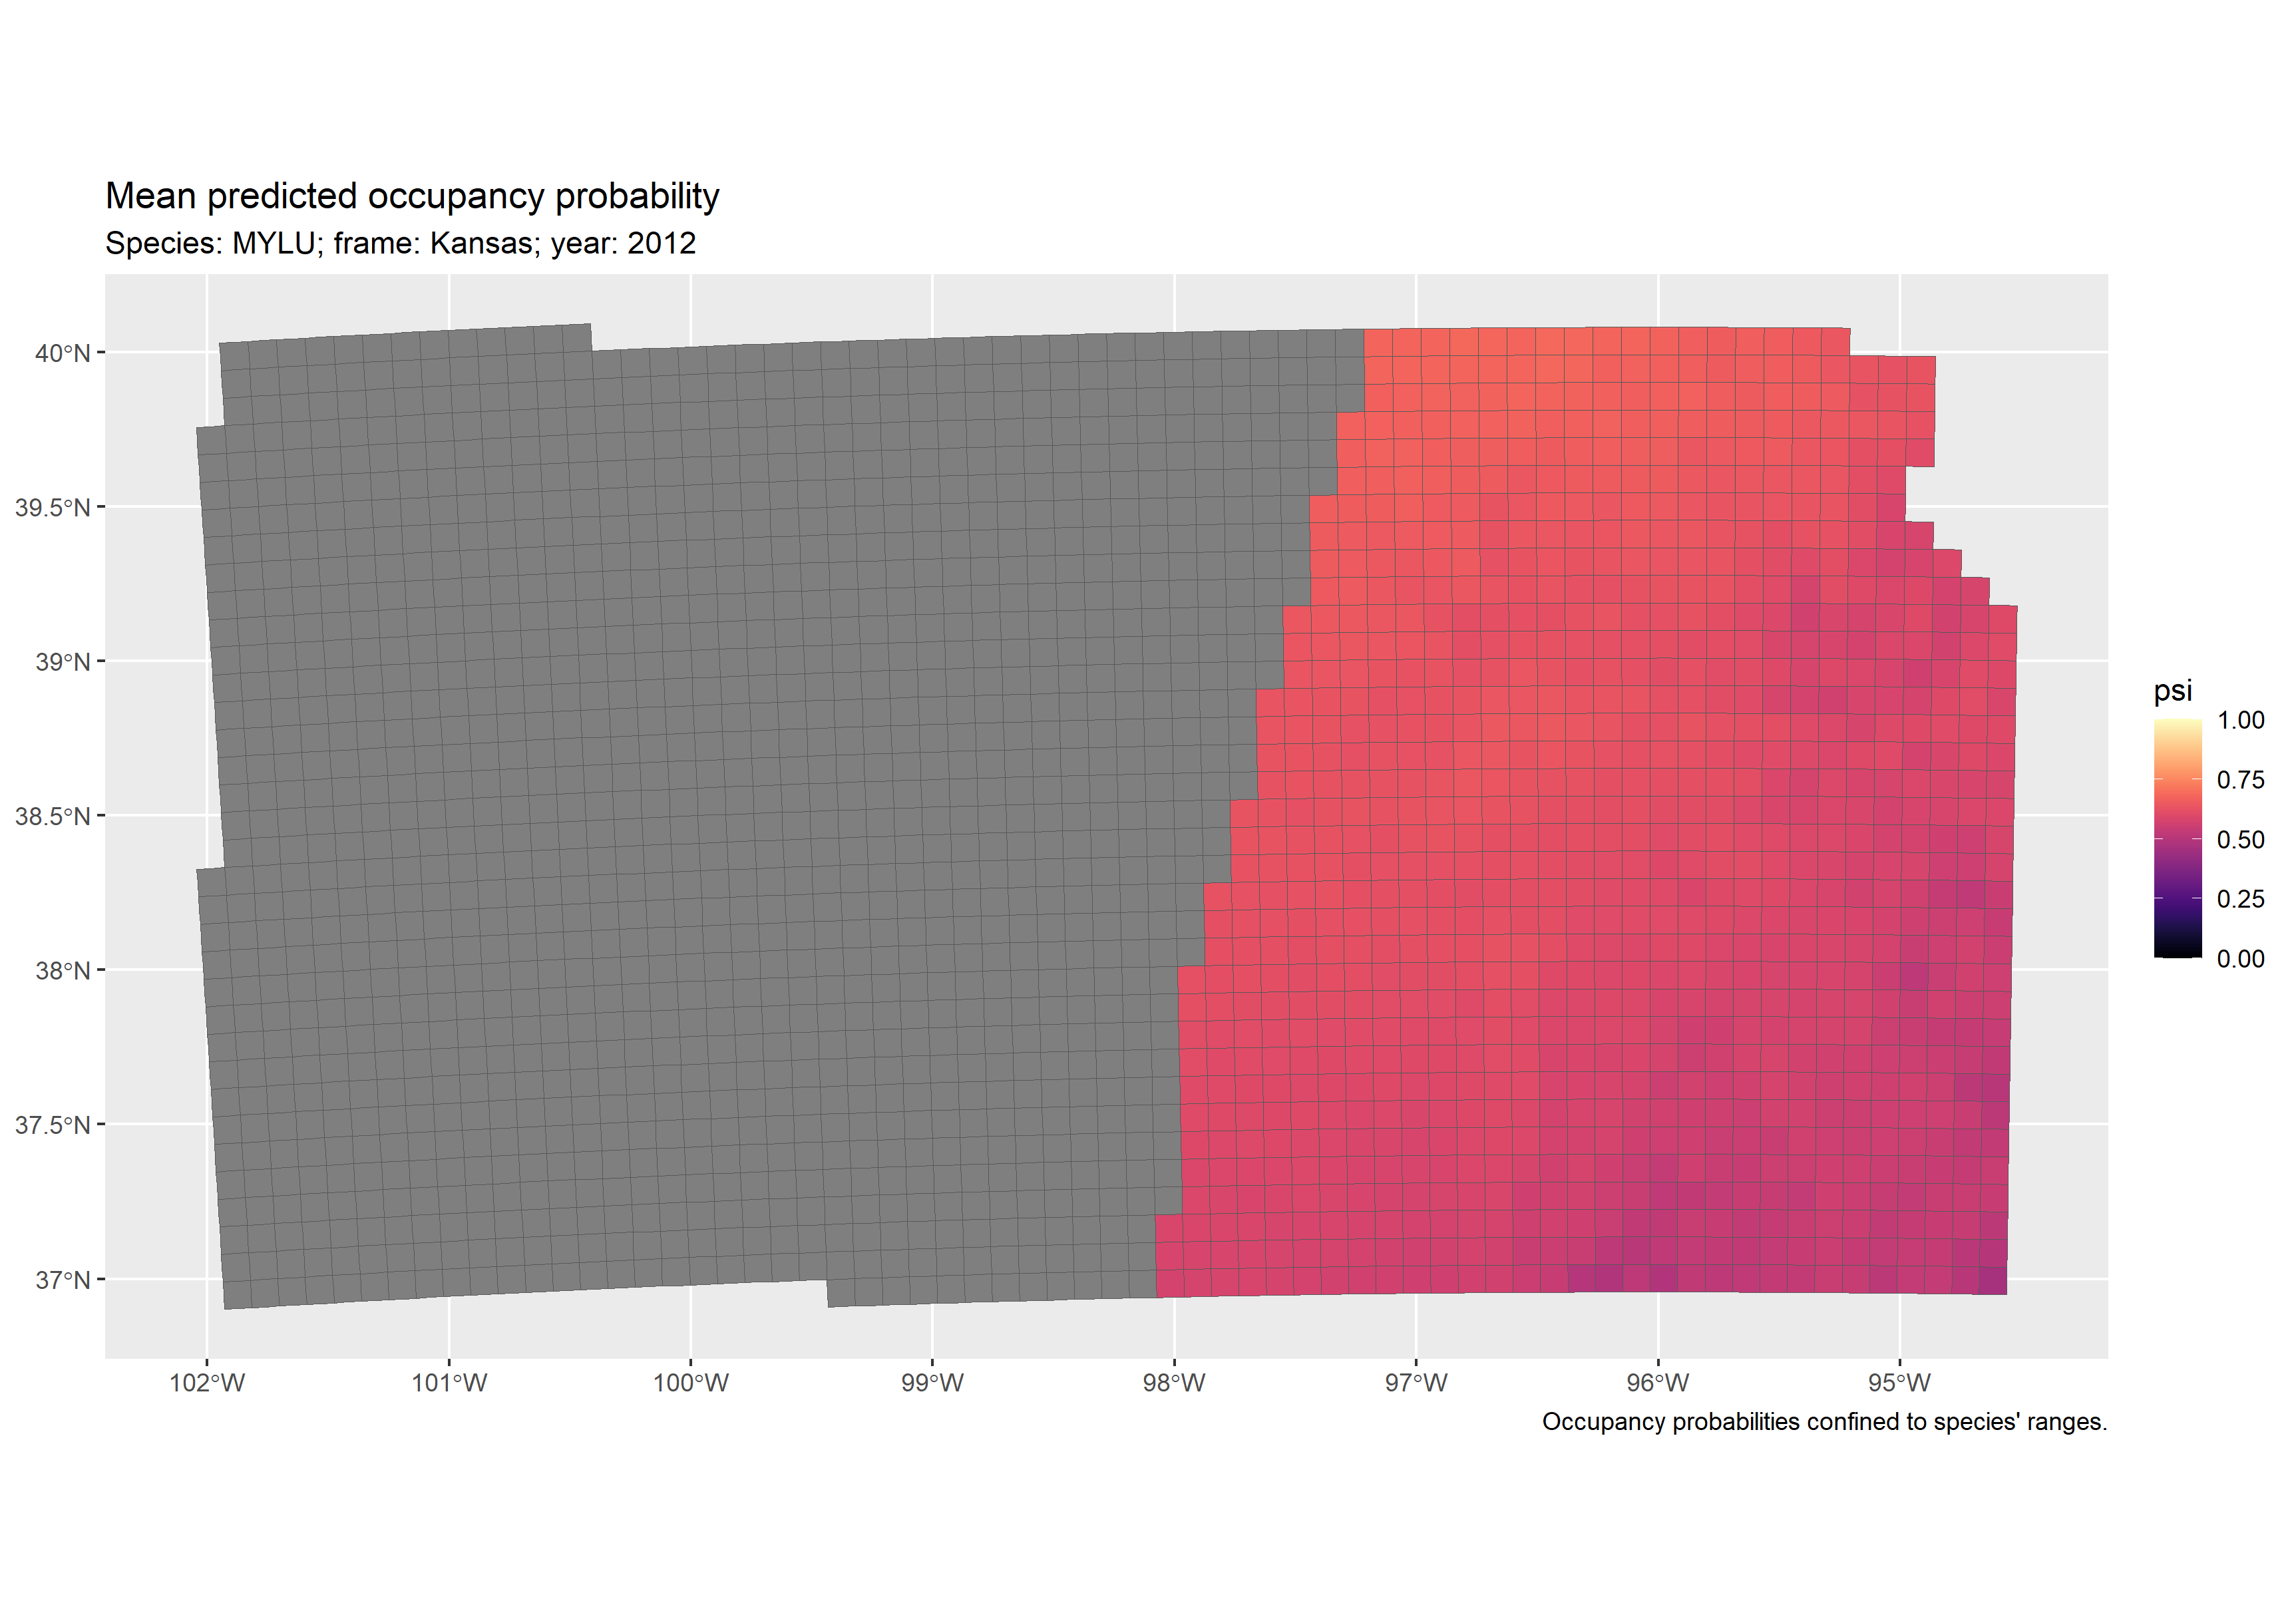 Mean predicted occupancy probability
Species: MYLU; frame: Kansas; year: 2012
40°N
39.5°N
39°N
38.5°N
38°N
37.5°N
37°N
102°W
101°W
100°W
99°W
98°W
97°W
96°W
95°W
psi
1.00
0.75
0.50
0.25
0.00
Occupancy probabilities confined to species' ranges.